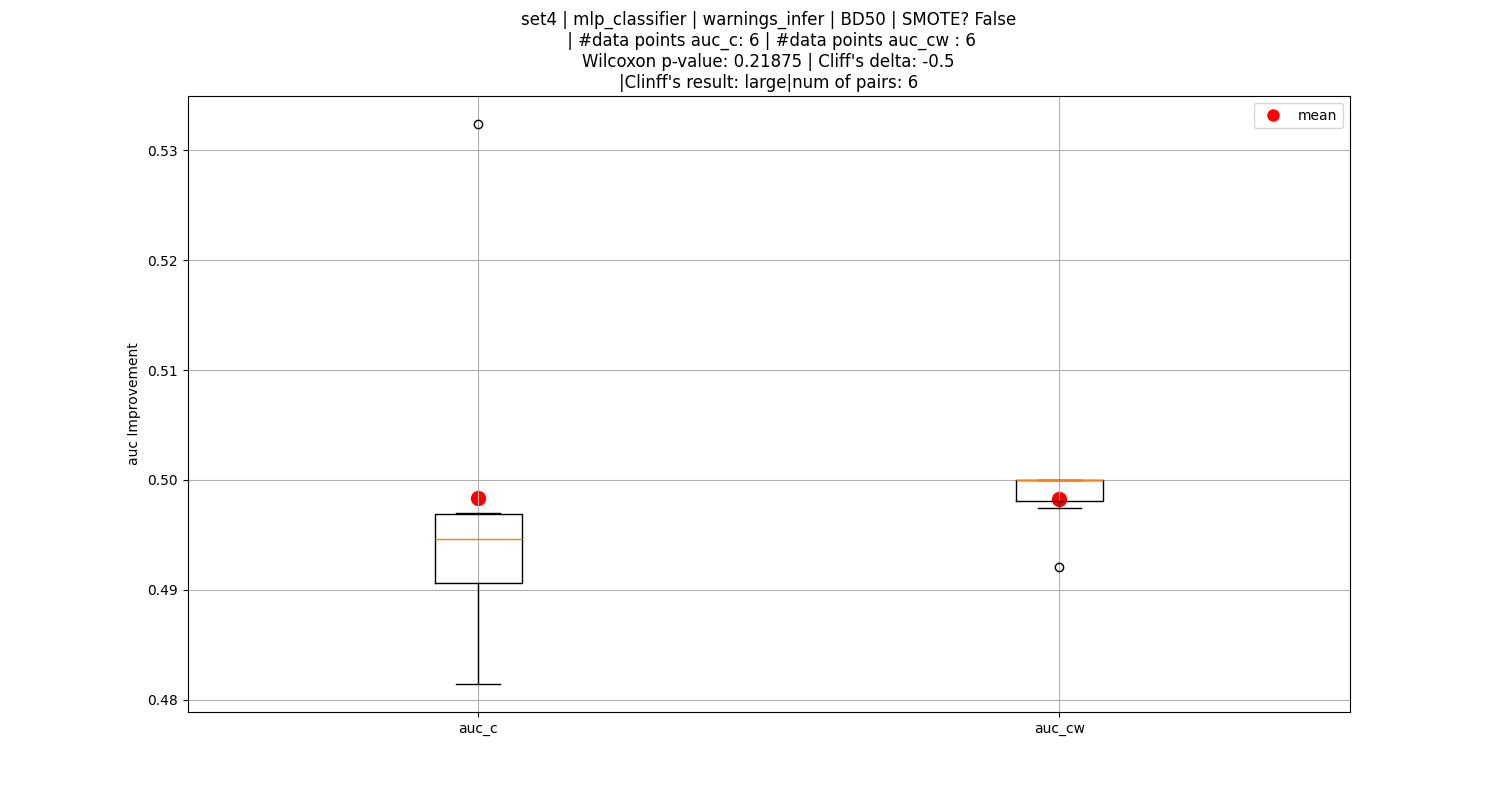 set4 | mlp_classifier | warnings_infer | BD50 | SMOTE? False
| #data points auc_c: 6 | #data points auc_cw : 6
Wilcoxon p-value: 0.21875 | Cliff's delta: -0.5
|Clinff's result: large|num of pairs: 6
mean
0.53
0.52
0.51
0.50
0.49
0.48
auc Improvement
auc_c
auc_cw